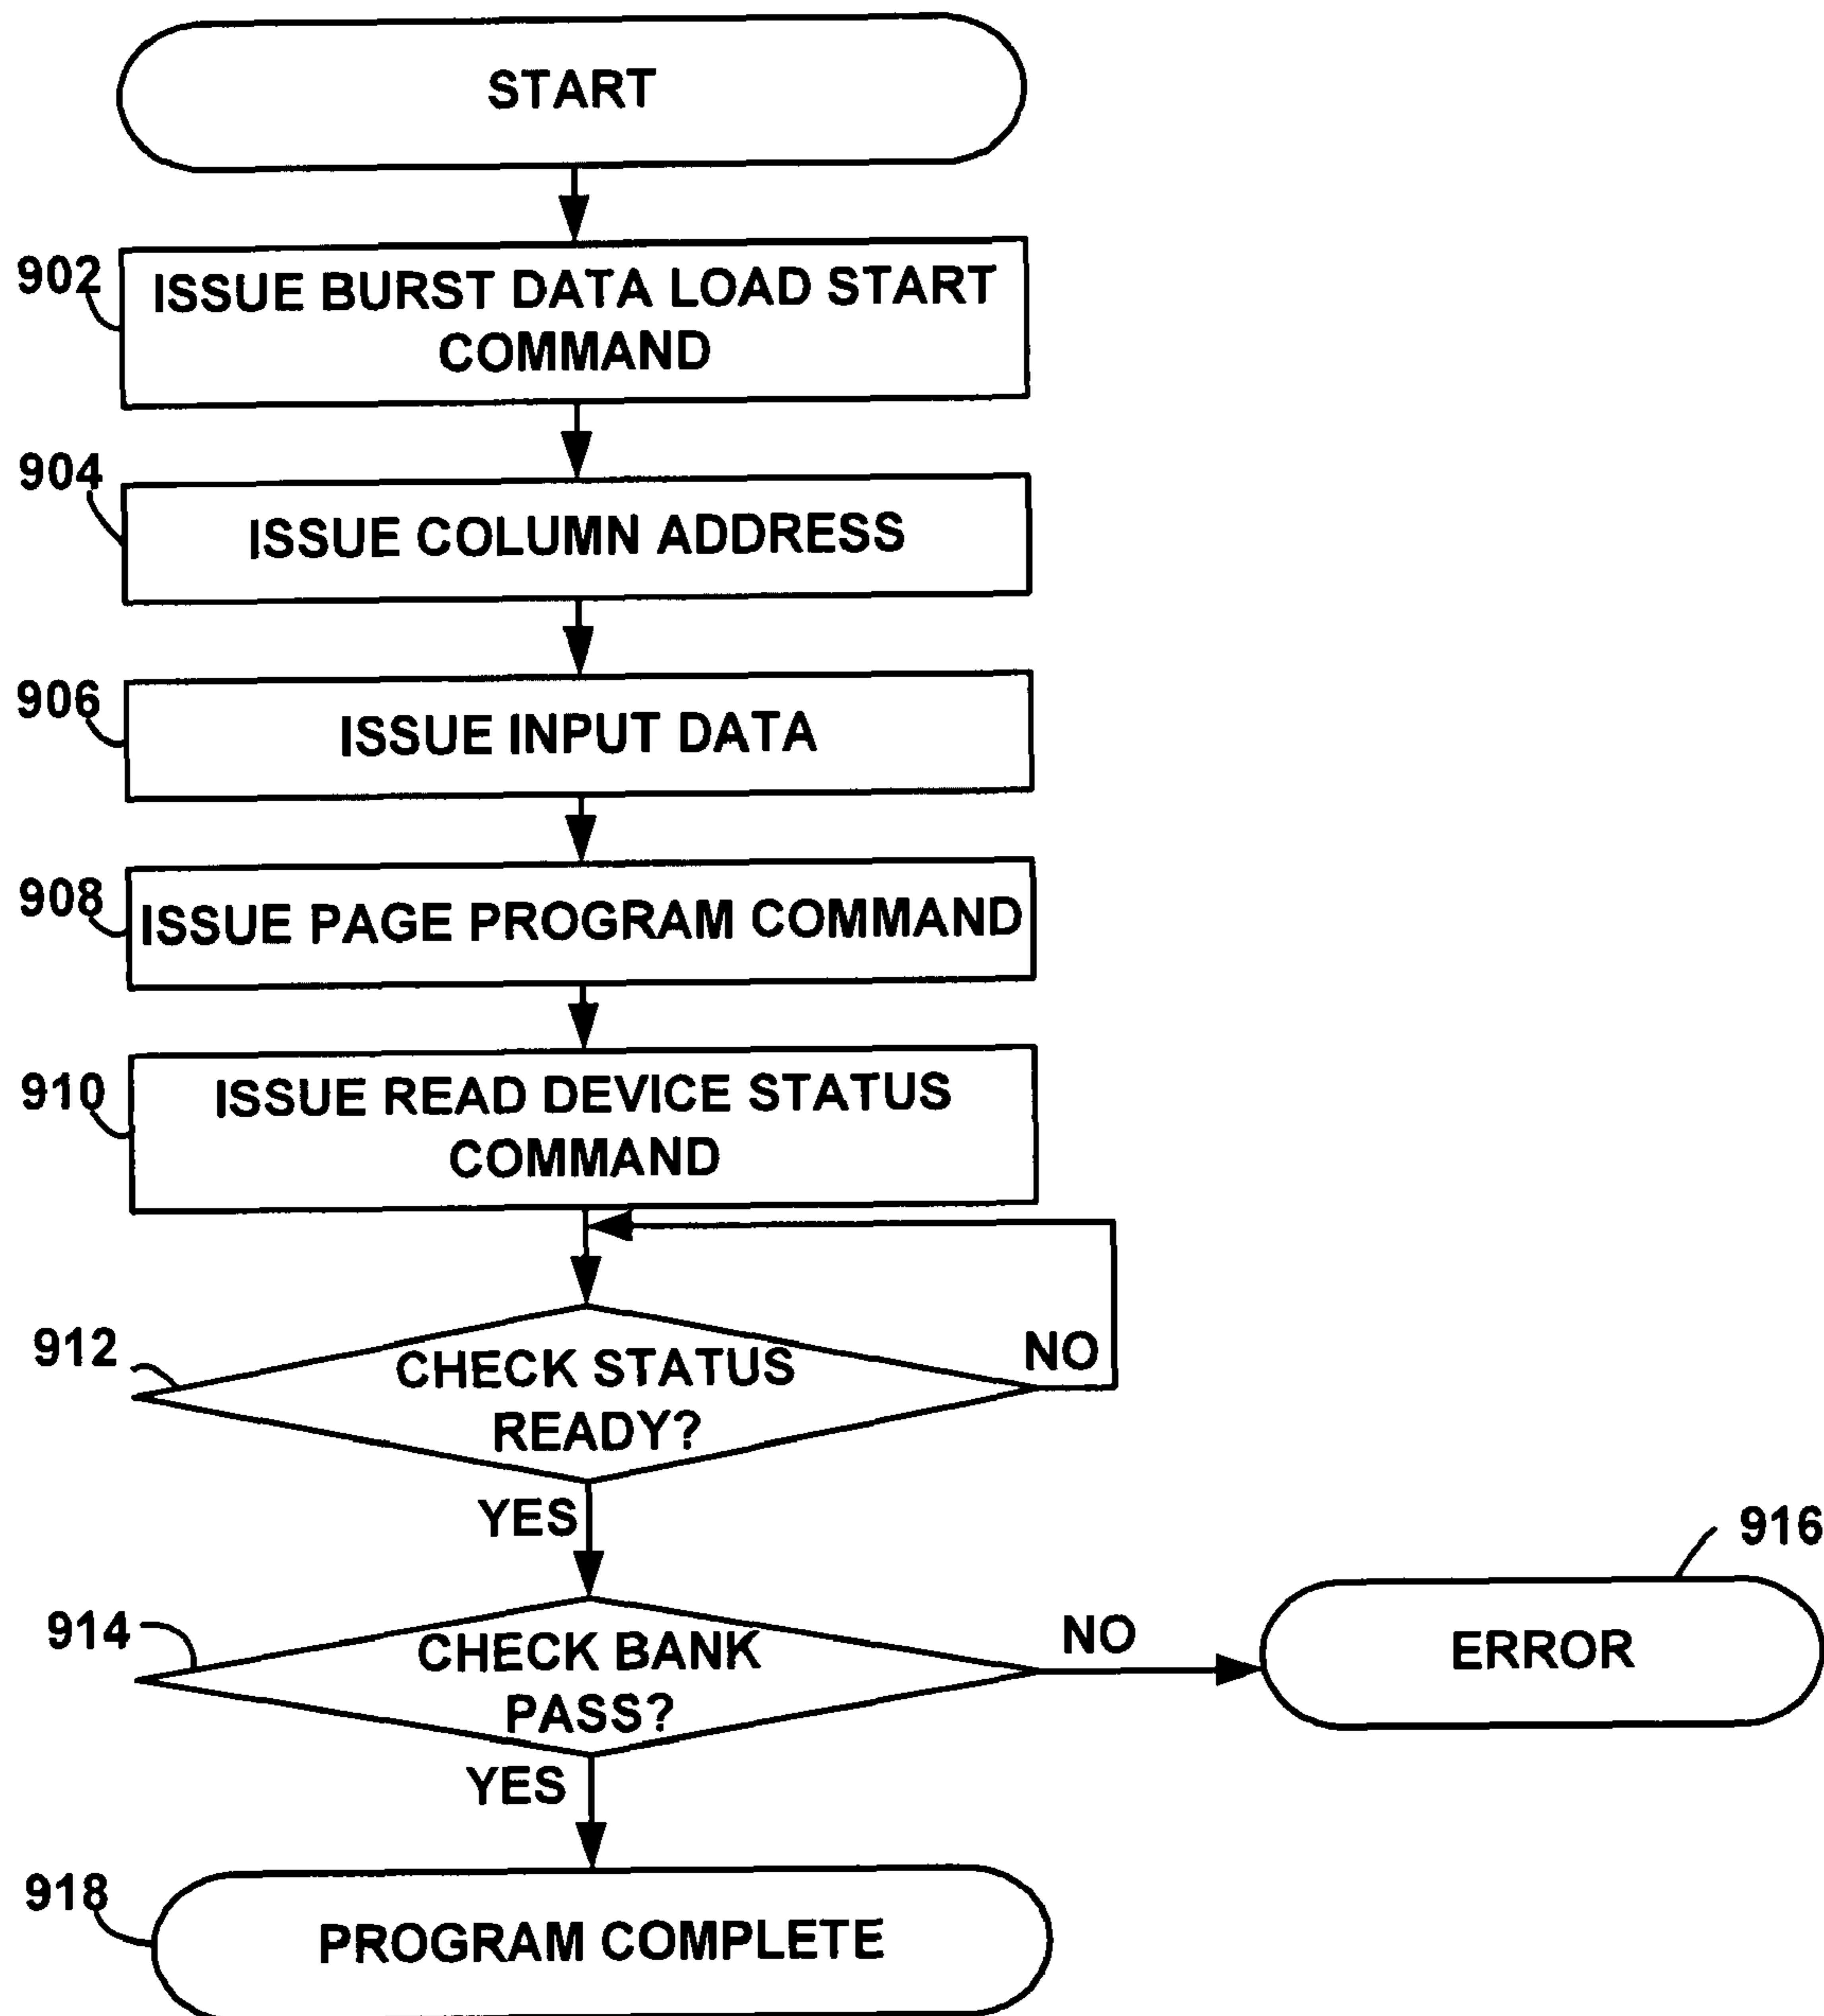 START
902
ISSUE BURST DATA LOAD START
COMMAND
904
ISSUE COLUMN ADDRESS
906
ISSUE INPUT DATA
908
ISSUE PAGE PROGRAM COMMAND
910
ISSUE READ DEVICE STATUS
COMMAND
912
CHECK STATUS
READY?
NO
YES
914
CHECK BANK
PASS?
NO
916
ERROR
YES
918
PROGRAM COMPLETE